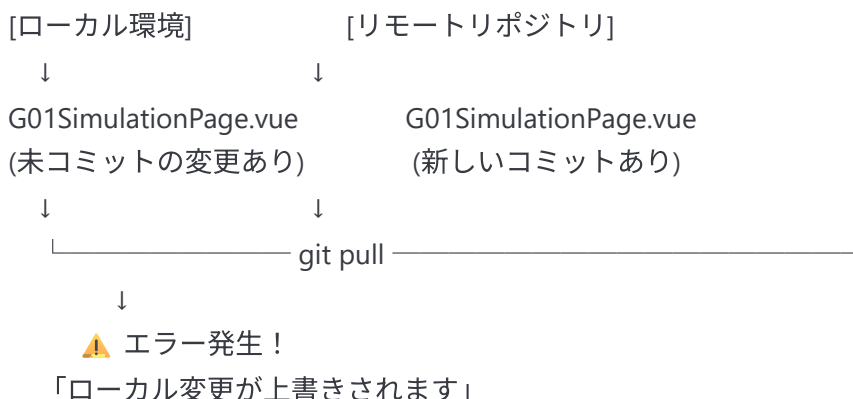 [ローカル環境] [リモートリポジトリ]
↓ ↓
G01SimulationPage.vue G01SimulationPage.vue
(未コミットの変更あり) (新しいコミットあり)
↓ ↓
└────────── git pull ────────────────────
↓
⚠️ エラー発生！
「ローカル変更が上書きされます」